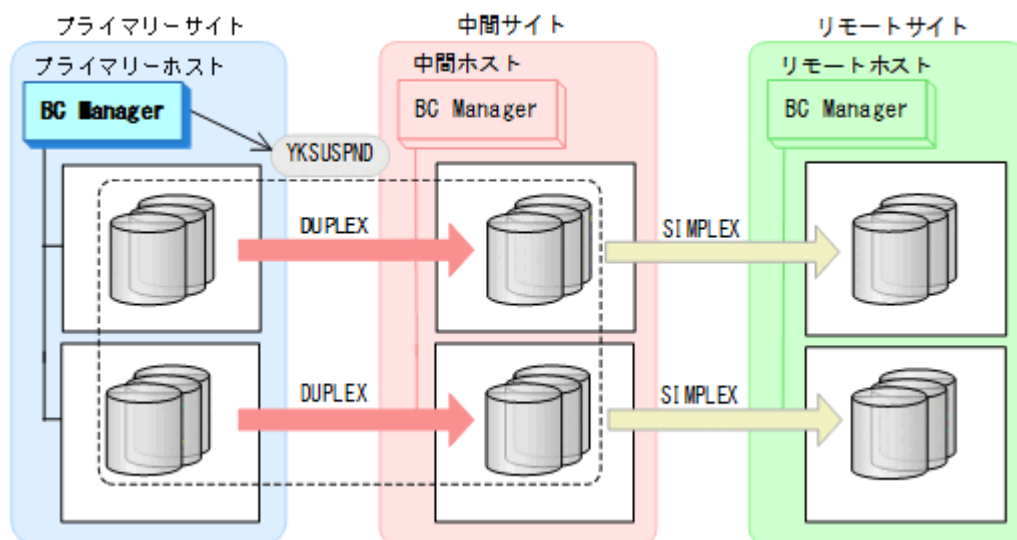 プライマリーサイト
中間サイト
リモートサイト
プライマリーホスト
中間ホスト
リモートホスト
BC Manager
BC Manager
BC Manager
YKSUSPND
DUPLEX
SIMPLEX
DUPLEX
SIMPLEX